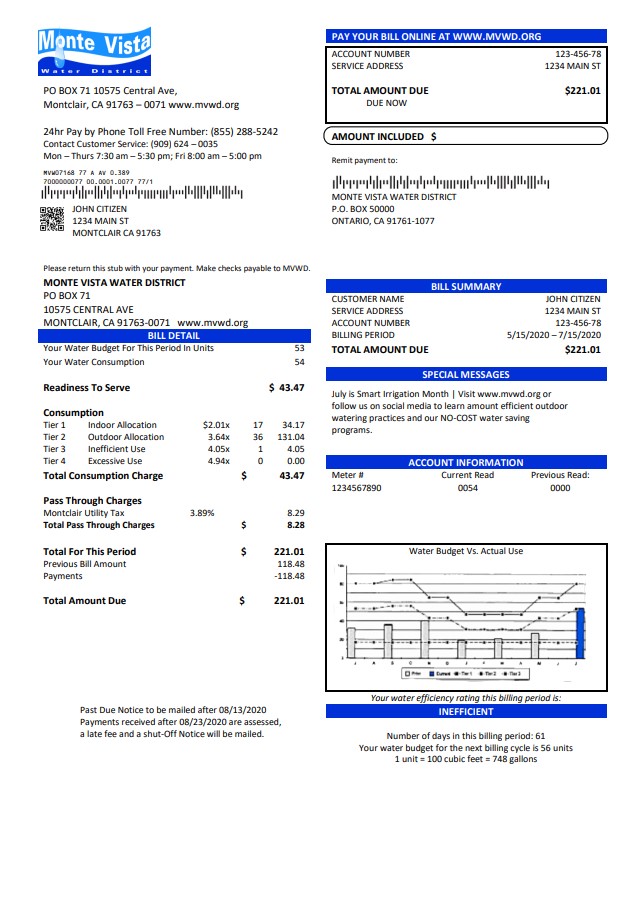 Monte Vista
Water District
PO BOX 71 10575 Central Ave,
Montclair, CA 91763 – 0071 www.mvwd.org
24hr Pay by Phone Toll Free Number: (855) 288-5242
Contact Customer Service: (909) 624 – 0035
Mon – Thurs 7:30 am – 5:30 pm; Fri 8:00 am – 5:00 pm
MVW07168 77 A AV 0.389
7000000077 00.0001.0077 77/1
JOHN CITIZEN
1234 MAIN ST
MONTCLAIR CA 91763
PAY YOUR BILL ONLINE AT WWW.MVWD.ORG
ACCOUNT NUMBER 123-456-78
SERVICE ADDRESS 1234 MAIN ST
TOTAL AMOUNT DUE $221.01
DUE NOW
AMOUNT INCLUDED $
Remit payment to:
MONTE VISTA WATER DISTRICT
P.O. BOX 50000
ONTARIO, CA 91761-1077
Please return this stub with your payment. Make checks payable to MVWD.
MONTE VISTA WATER DISTRICT
PO BOX 71
10575 CENTRAL AVE
MONTCLAIR, CA 91763-0071 www.mvwd.org
BILL DETAIL
Your Water Budget For This Period In Units 53
Your Water Consumption 54
Readiness To Serve $ 43.47
Consumption
Tier 1 Indoor Allocation $2.01x 17 34.17
Tier 2 Outdoor Allocation 3.64x 36 131.04
Tier 3 Inefficient Use 4.05x 1 4.05
Tier 4 Excessive Use 4.94x 0 0.00
Total Consumption Charge $ 43.47
Pass Through Charges
Montclair Utility Tax 3.89% 8.29
Total Pass Through Charges $ 8.28
Total For This Period $ 221.01
Previous Bill Amount 118.48
Payments -118.48
Total Amount Due $ 221.01
Past Due Notice to be mailed after 08/13/2020
Payments received after 08/23/2020 are assessed,
a late fee and a shut-Off Notice will be mailed.
BILL SUMMARY
CUSTOMER NAME JOHN CITIZEN
SERVICE ADDRESS 1234 MAIN ST
ACCOUNT NUMBER 123-456-78
BILLING PERIOD 5/15/2020 – 7/15/2020
TOTAL AMOUNT DUE $221.01
SPECIAL MESSAGES
July is Smart Irrigation Month | Visit www.mvwd.org or
follow us on social media to learn amount efficient outdoor
watering practices and our NO-COST water saving
programs.
ACCOUNT INFORMATION
Meter # Current Read Previous Read:
1234567890 0054 0000
Water Budget Vs. Actual Use
100
80
60
40
20
0
J A S O N D J F M A M J J
Prior Current Tier 1 Tier 2 Tier 3
Your water efficiency rating this billing period is:
INEFFICIENT
Number of days in this billing period: 61
Your water budget for the next billing cycle is 56 units
1 unit = 100 cubic feet = 748 gallons